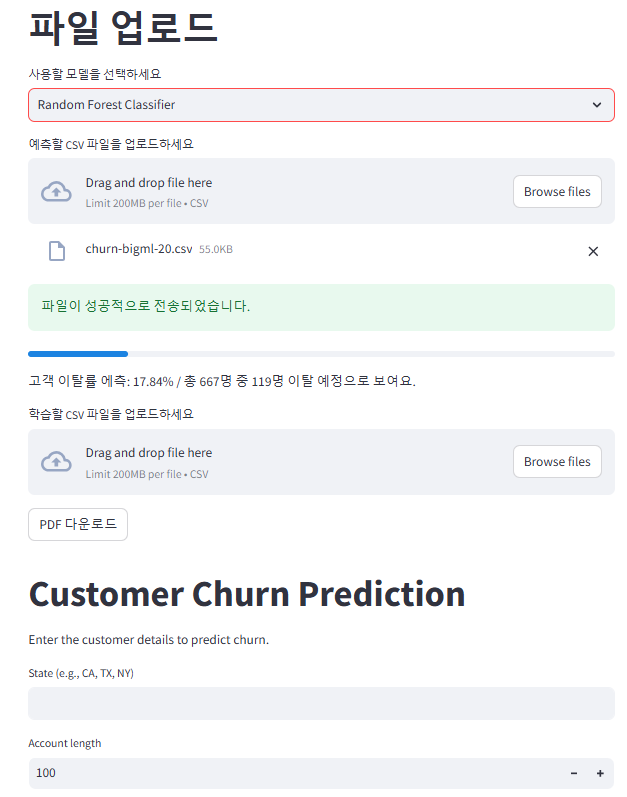 파일 업로드
사용할 모델을 선택하세요
Random Forest Classifier
예측할 CSV 파일을 업로드하세요
Drag and drop file here
Limit 200MB per file • CSV
Browse files
churn-bigml-20.csv 55.0KB
파일이 성공적으로 전송되었습니다.
고객 이탈률 에측: 17.84% / 총 667명 중 119명 이탈 예정으로 보여요.
학습할 CSV 파일을 업로드하세요
Drag and drop file here
Limit 200MB per file • CSV
Browse files
PDF 다운로드
Customer Churn Prediction
Enter the customer details to predict churn.
State (e.g., CA, TX, NY)
Account length
100